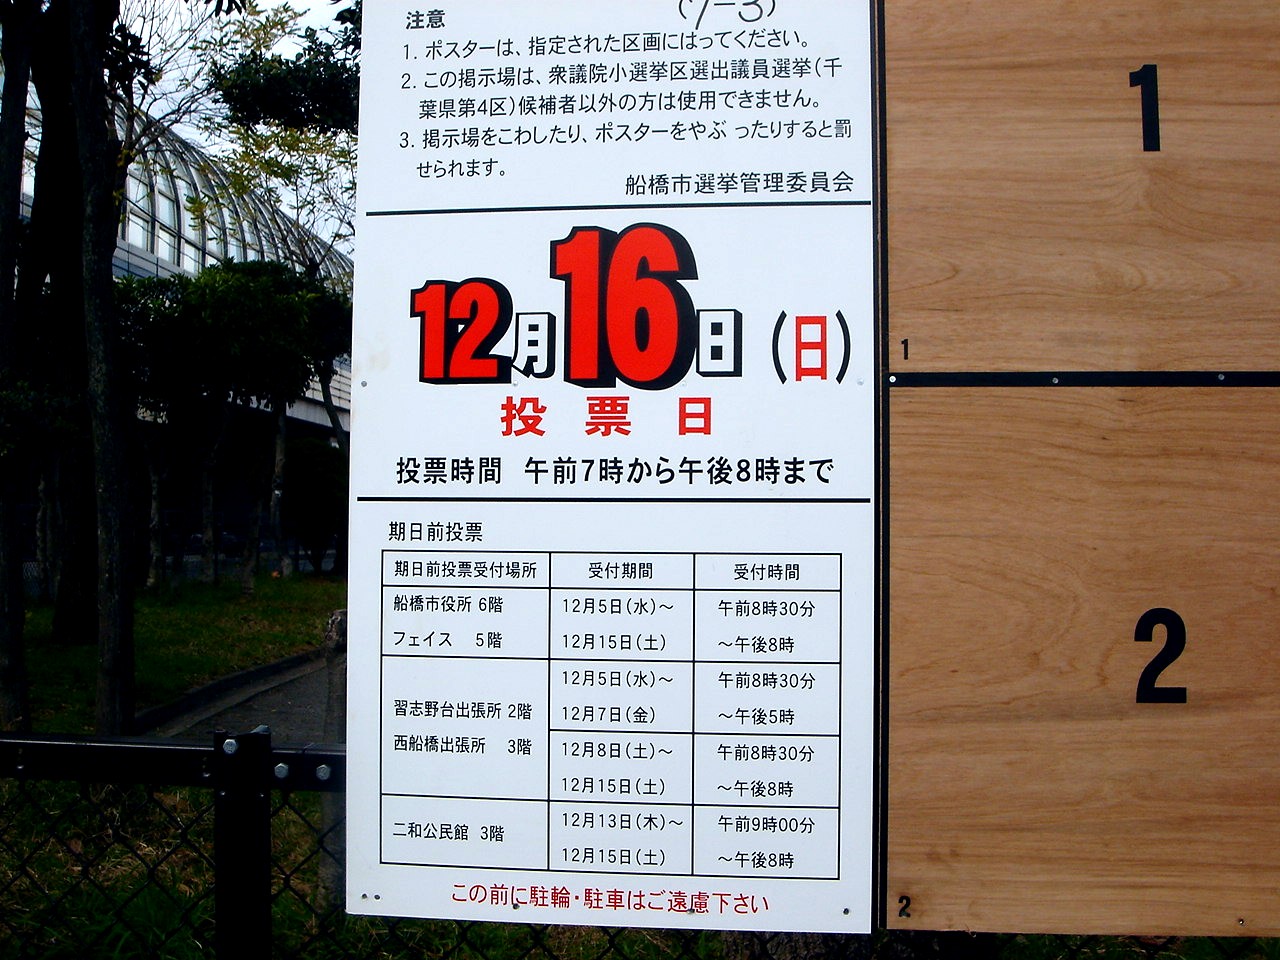 (7-3)
注意
1. ポスターは、指定された区画にはってください。
2. この掲示場は、衆議院小選挙区選出議員選挙(千
葉県第4区)候補者以外の方は使用できません。
3. 掲示場をこわしたり、ポスターをやぶったりすると罰
せられます。
船橋市選挙管理委員会
12月16日(日)
投票日
投票時間 午前7時から午後8時まで
期日前投票
期日前投票受付場所 受付期間 受付時間
船橋市役所 6階 12月5日(水)～ 午前8時30分
フェイス 5階 12月15日(土) ～午後8時
12月5日(水)～ 午前8時30分
習志野台出張所 2階 12月7日(金) ～午後5時
西船橋出張所 3階 12月8日(土)～ 午前8時30分
12月15日(土) ～午後8時
二和公民館 3階 12月13日(木)～ 午前9時00分
12月15日(土) ～午後8時
この前に駐輪・駐車はご遠慮下さい
1
1
2
2